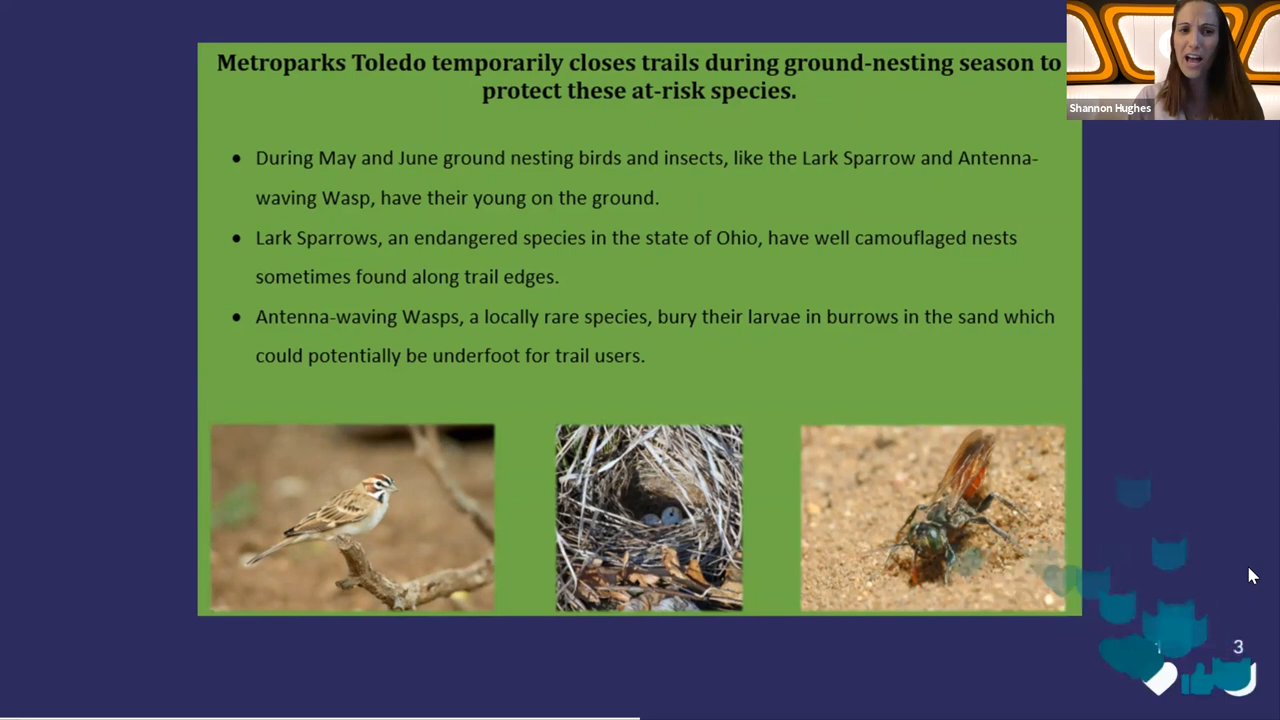 Metroparks Toledo temporarily closes trails during ground-nesting season to
protect these at-risk species.
Shannon Hughes
• During May and June ground nesting birds and insects, like the Lark Sparrow and Antenna-
waving Wasp, have their young on the ground.
• Lark Sparrows, an endangered species in the state of Ohio, have well camouflaged nests
sometimes found along trail edges.
• Antenna-waving Wasps, a locally rare species, bury their larvae in burrows in the sand which
could potentially be underfoot for trail users.
3